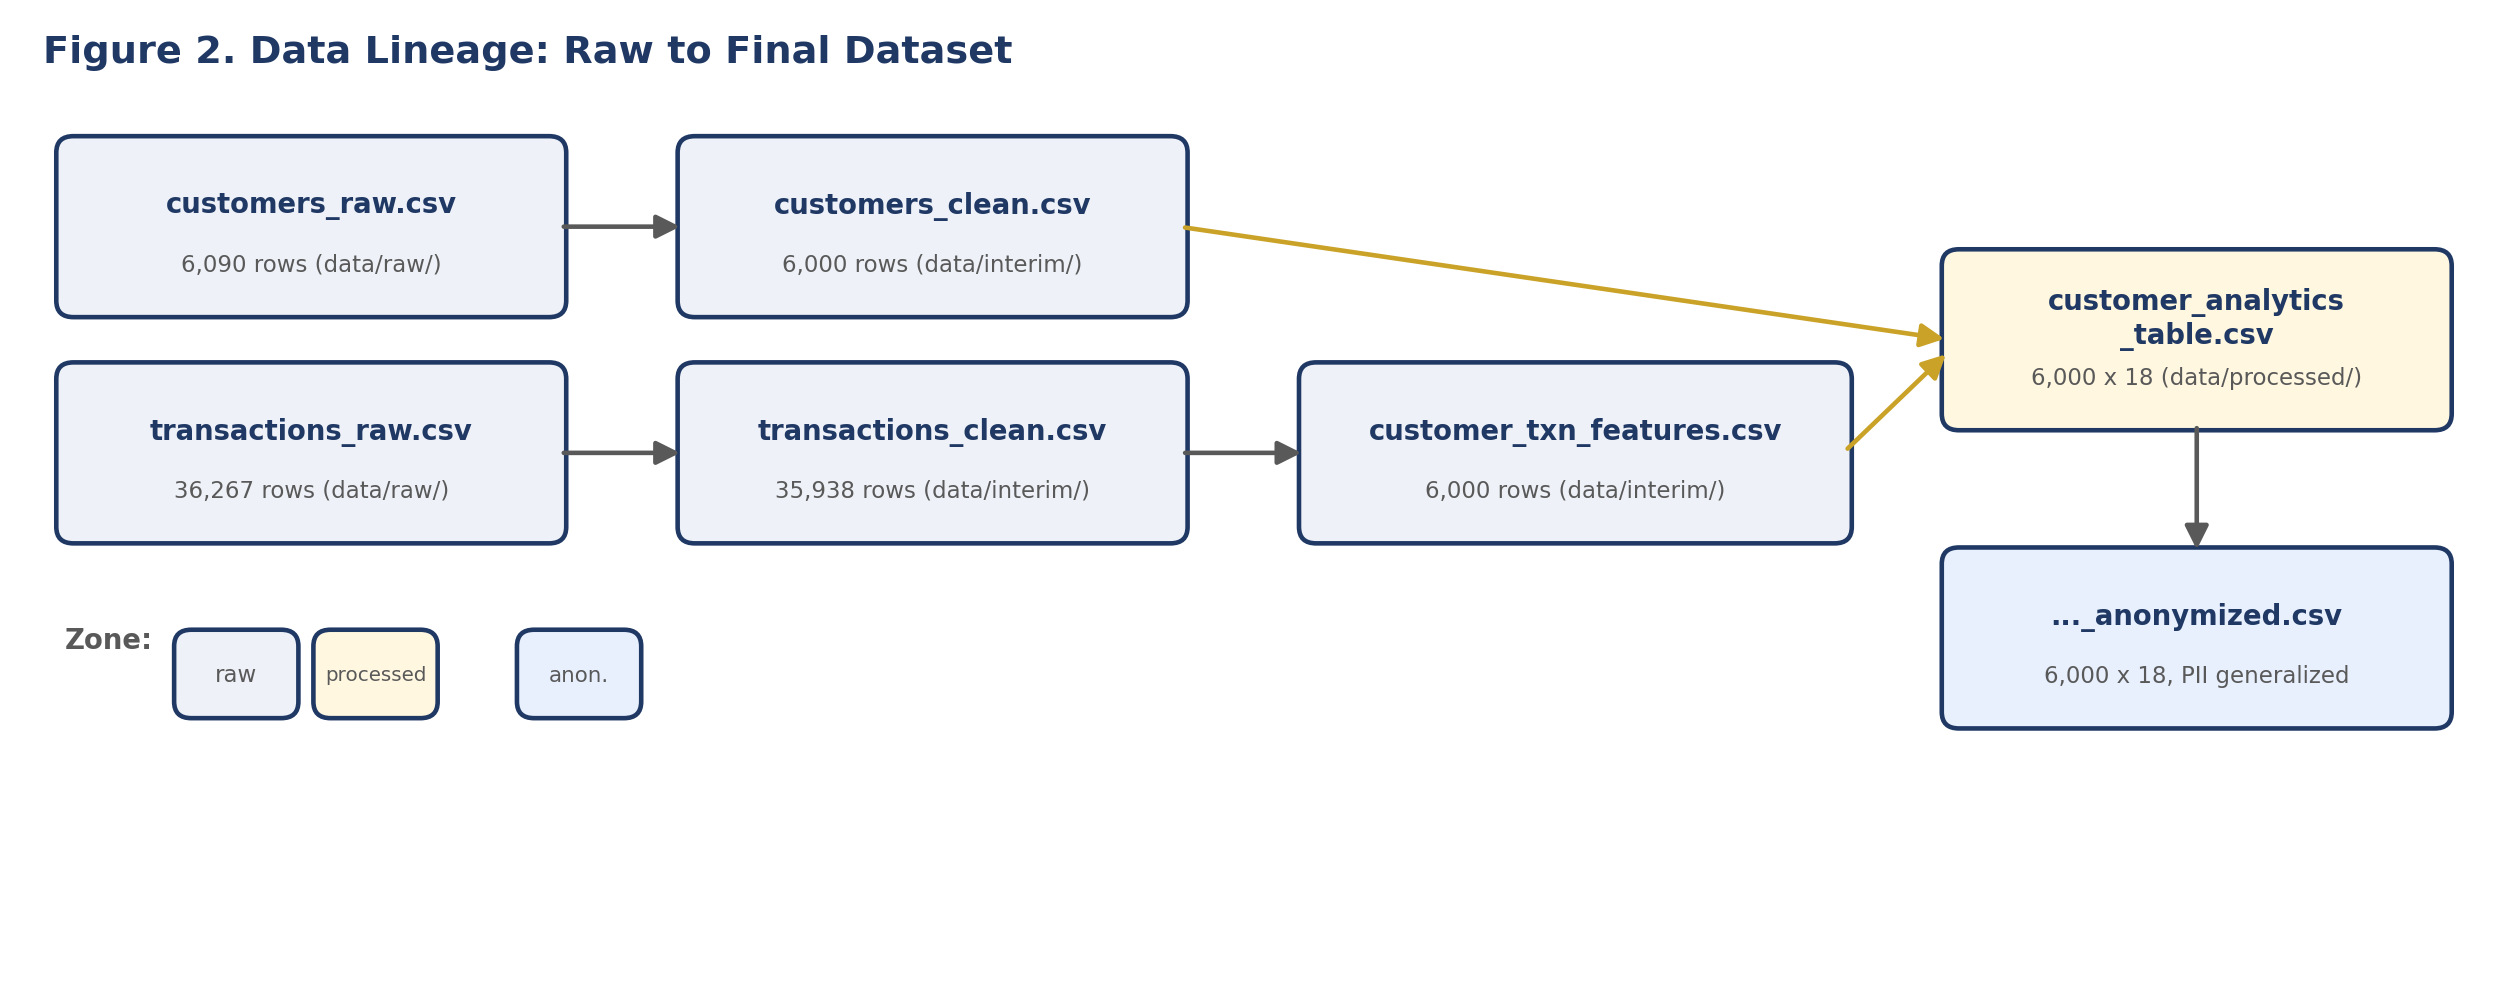 Figure 2. Data Lineage: Raw to Final Dataset
customers_raw.csv
6,090 rows (data/raw/)
customers_clean.csv
6,000 rows (data/interim/)
customer_analytics
_table.csv
6,000 x 18 (data/processed/)
transactions_raw.csv
36,267 rows (data/raw/)
transactions_clean.csv
35,938 rows (data/interim/)
customer_txn_features.csv
6,000 rows (data/interim/)
..._anonymized.csv
6,000 x 18, PII generalized
Zone:
raw
processed
anon.